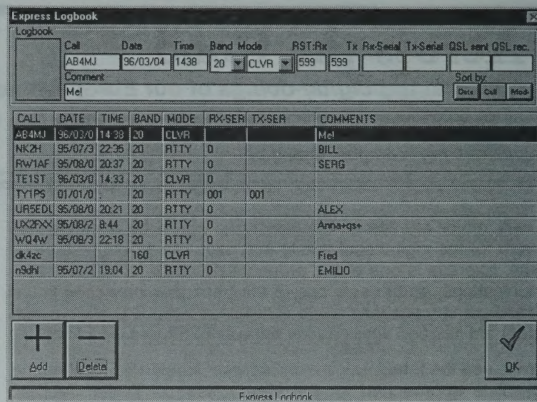 Express Logbook
Logbook
Call Date Time Band Mode RST:Rx Tx Rx-Serial Tx-Serial QSL sent QSL rec.
AB4MJ 96/03/04 1438 20 CLVR 599 599
Comment Sort by:
Mel Date Call Mode
CALL DATE TIME BAND MODE RX-SER TX-SER COMMENTS
AB4MJ 96/03/0 14:38 20 CLVR Mel
NK2H 95/07/3 22:35 20 RTTY 0 BILL
RW1AF 95/08/0 20:37 20 RTTY 0 SERG
TE1ST 96/03/0 14:33 20 CLVR 0
TY1PS 01/01/0 : 20 RTTY 001 001
UR5EDU 95/08/0 20:21 20 RTTY 0 ALEX
UX2FXX 95/08/2 8:44 20 RTTY 0 Anna+qs+
WQ4W 95/08/3 22:18 20 RTTY 0
dk4zc 160 CLVR Fred
n9dhl 95/07/2 19:04 20 RTTY 0 EMILIO
Add Delete OK
Express Logbook